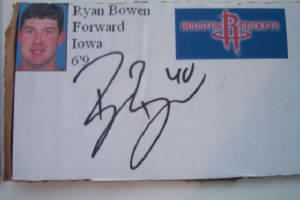 Ryan Bowen
Forward
Iowa
6'9
HOUSTON ROCKETS
40